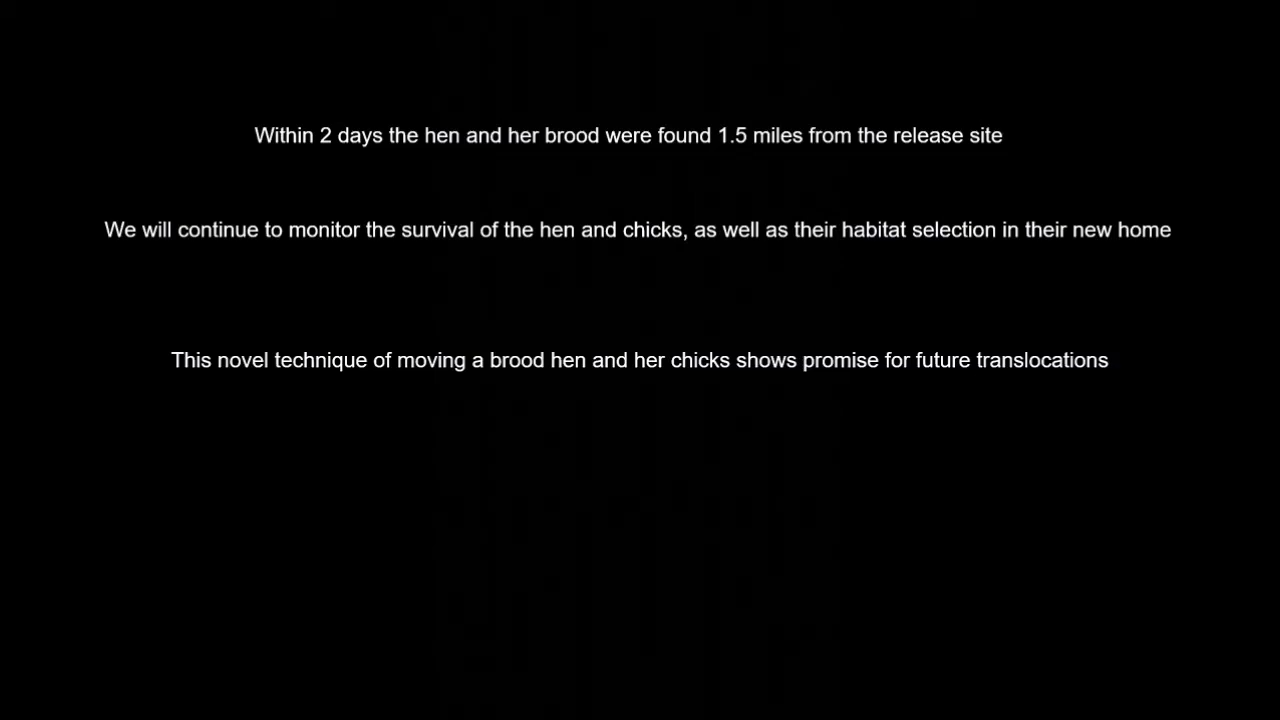 Within 2 days the hen and her brood were found 1.5 miles from the release site
We will continue to monitor the survival of the hen and chicks, as well as their habitat selection in their new home
This novel technique of moving a brood hen and her chicks shows promise for future translocations